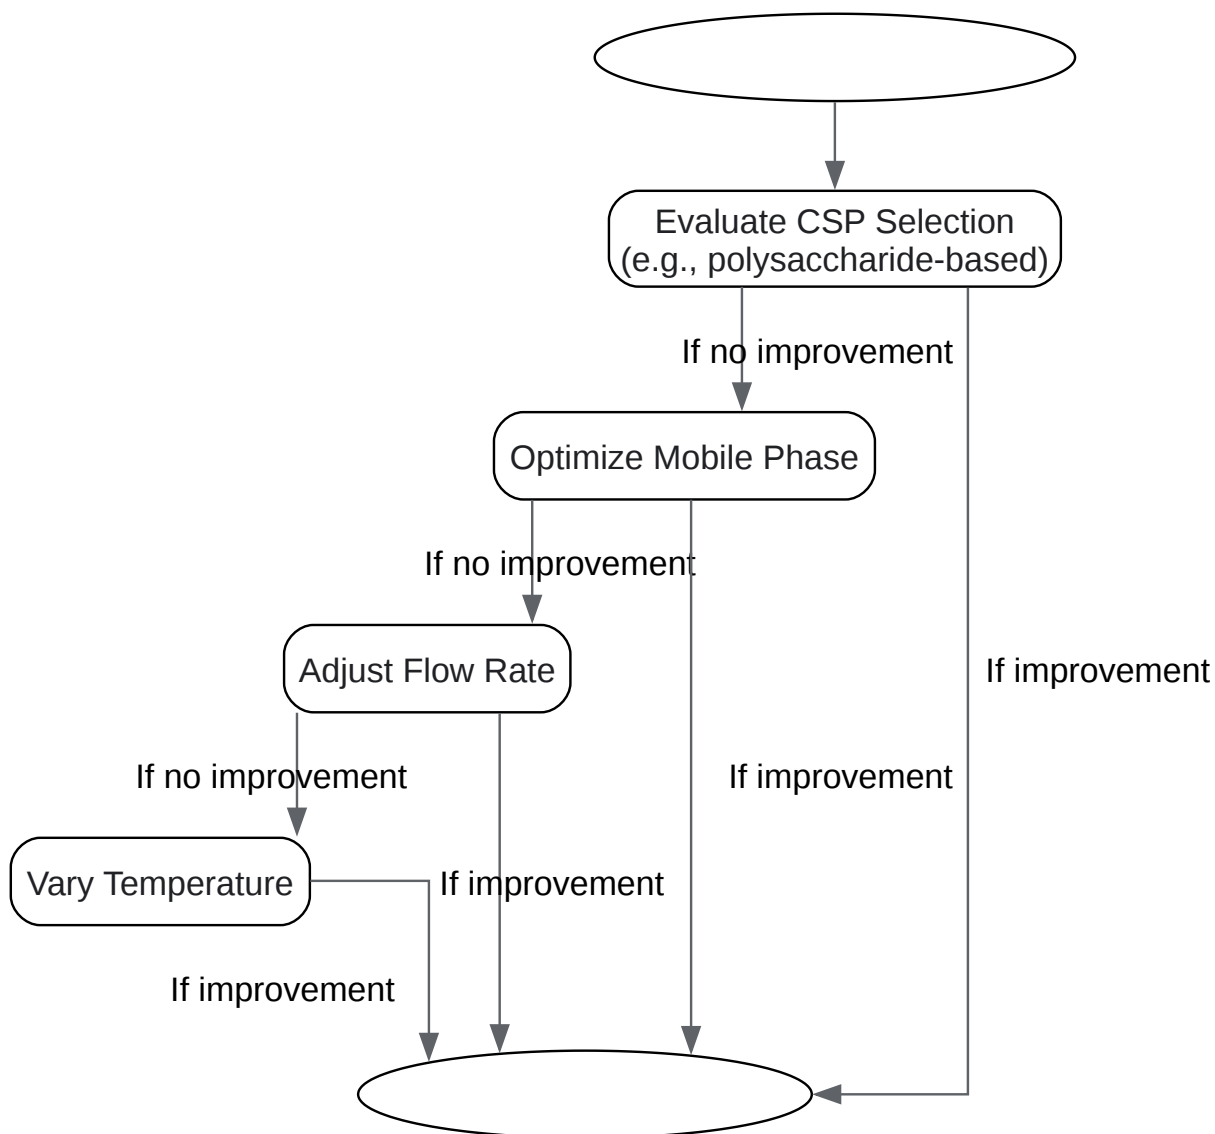 Evaluate CSP Selection
(e.g., polysaccharide-based)
If no improvement
Optimize Mobile Phase
If no improvement
Adjust Flow Rate
If improvement
If no improvement
If improvement
Vary Temperature
If improvement
If improvement